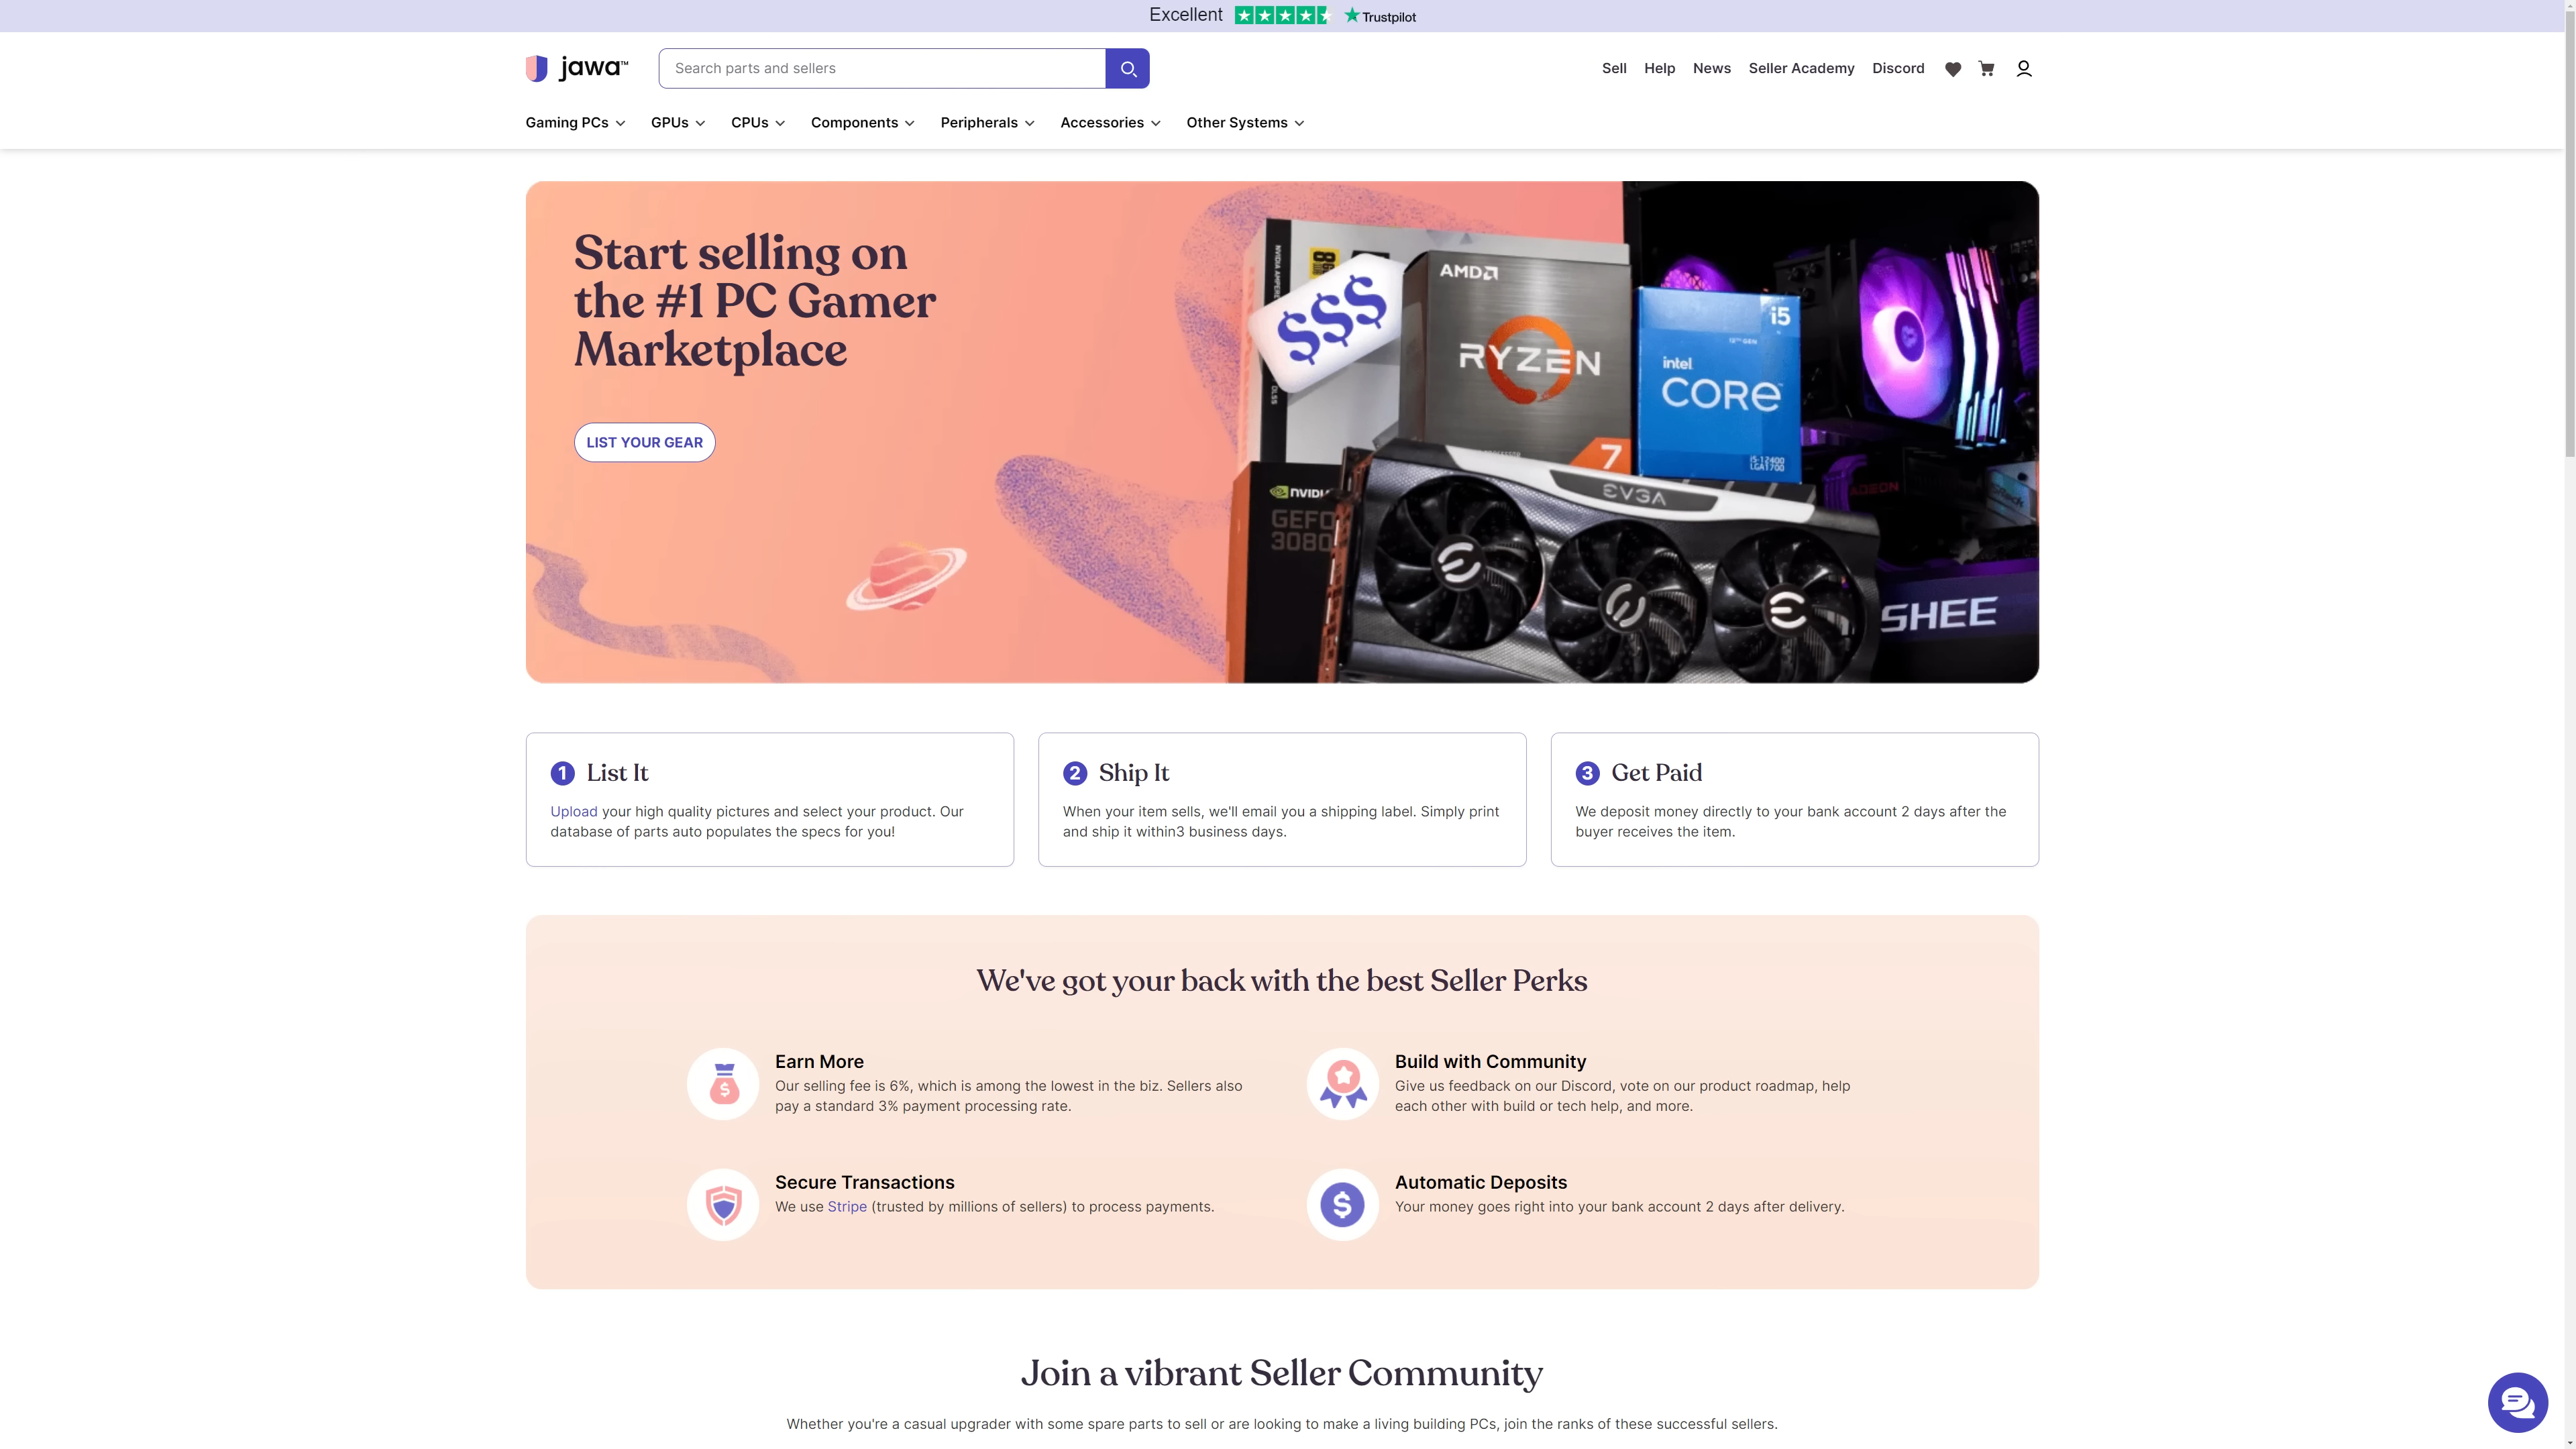 Excellent Trustpilot
jawa™ Search parts and sellers Sell Help News Seller Academy Discord
Gaming PCs GPUs CPUs Components Peripherals Accessories Other Systems
Start selling on
the #1 PC Gamer
Marketplace
LIST YOUR GEAR
$$$
AMD
RYZEN
7
i5
12TH GEN
intel
CORE
i5-12400
LGA1700
EVGA
NVIDIA
GEFO
3080
RADEON
SHEE
1 List It
Upload your high quality pictures and select your product. Our
database of parts auto populates the specs for you!
2 Ship It
When your item sells, we'll email you a shipping label. Simply print
and ship it within3 business days.
3 Get Paid
We deposit money directly to your bank account 2 days after the
buyer receives the item.
We've got your back with the best Seller Perks
Earn More
Our selling fee is 6%, which is among the lowest in the biz. Sellers also
pay a standard 3% payment processing rate.
Build with Community
Give us feedback on our Discord, vote on our product roadmap, help
each other with build or tech help, and more.
Secure Transactions
We use Stripe (trusted by millions of sellers) to process payments.
Automatic Deposits
Your money goes right into your bank account 2 days after delivery.
Join a vibrant Seller Community
Whether you're a casual upgrader with some spare parts to sell or are looking to make a living building PCs, join the ranks of these successful sellers.